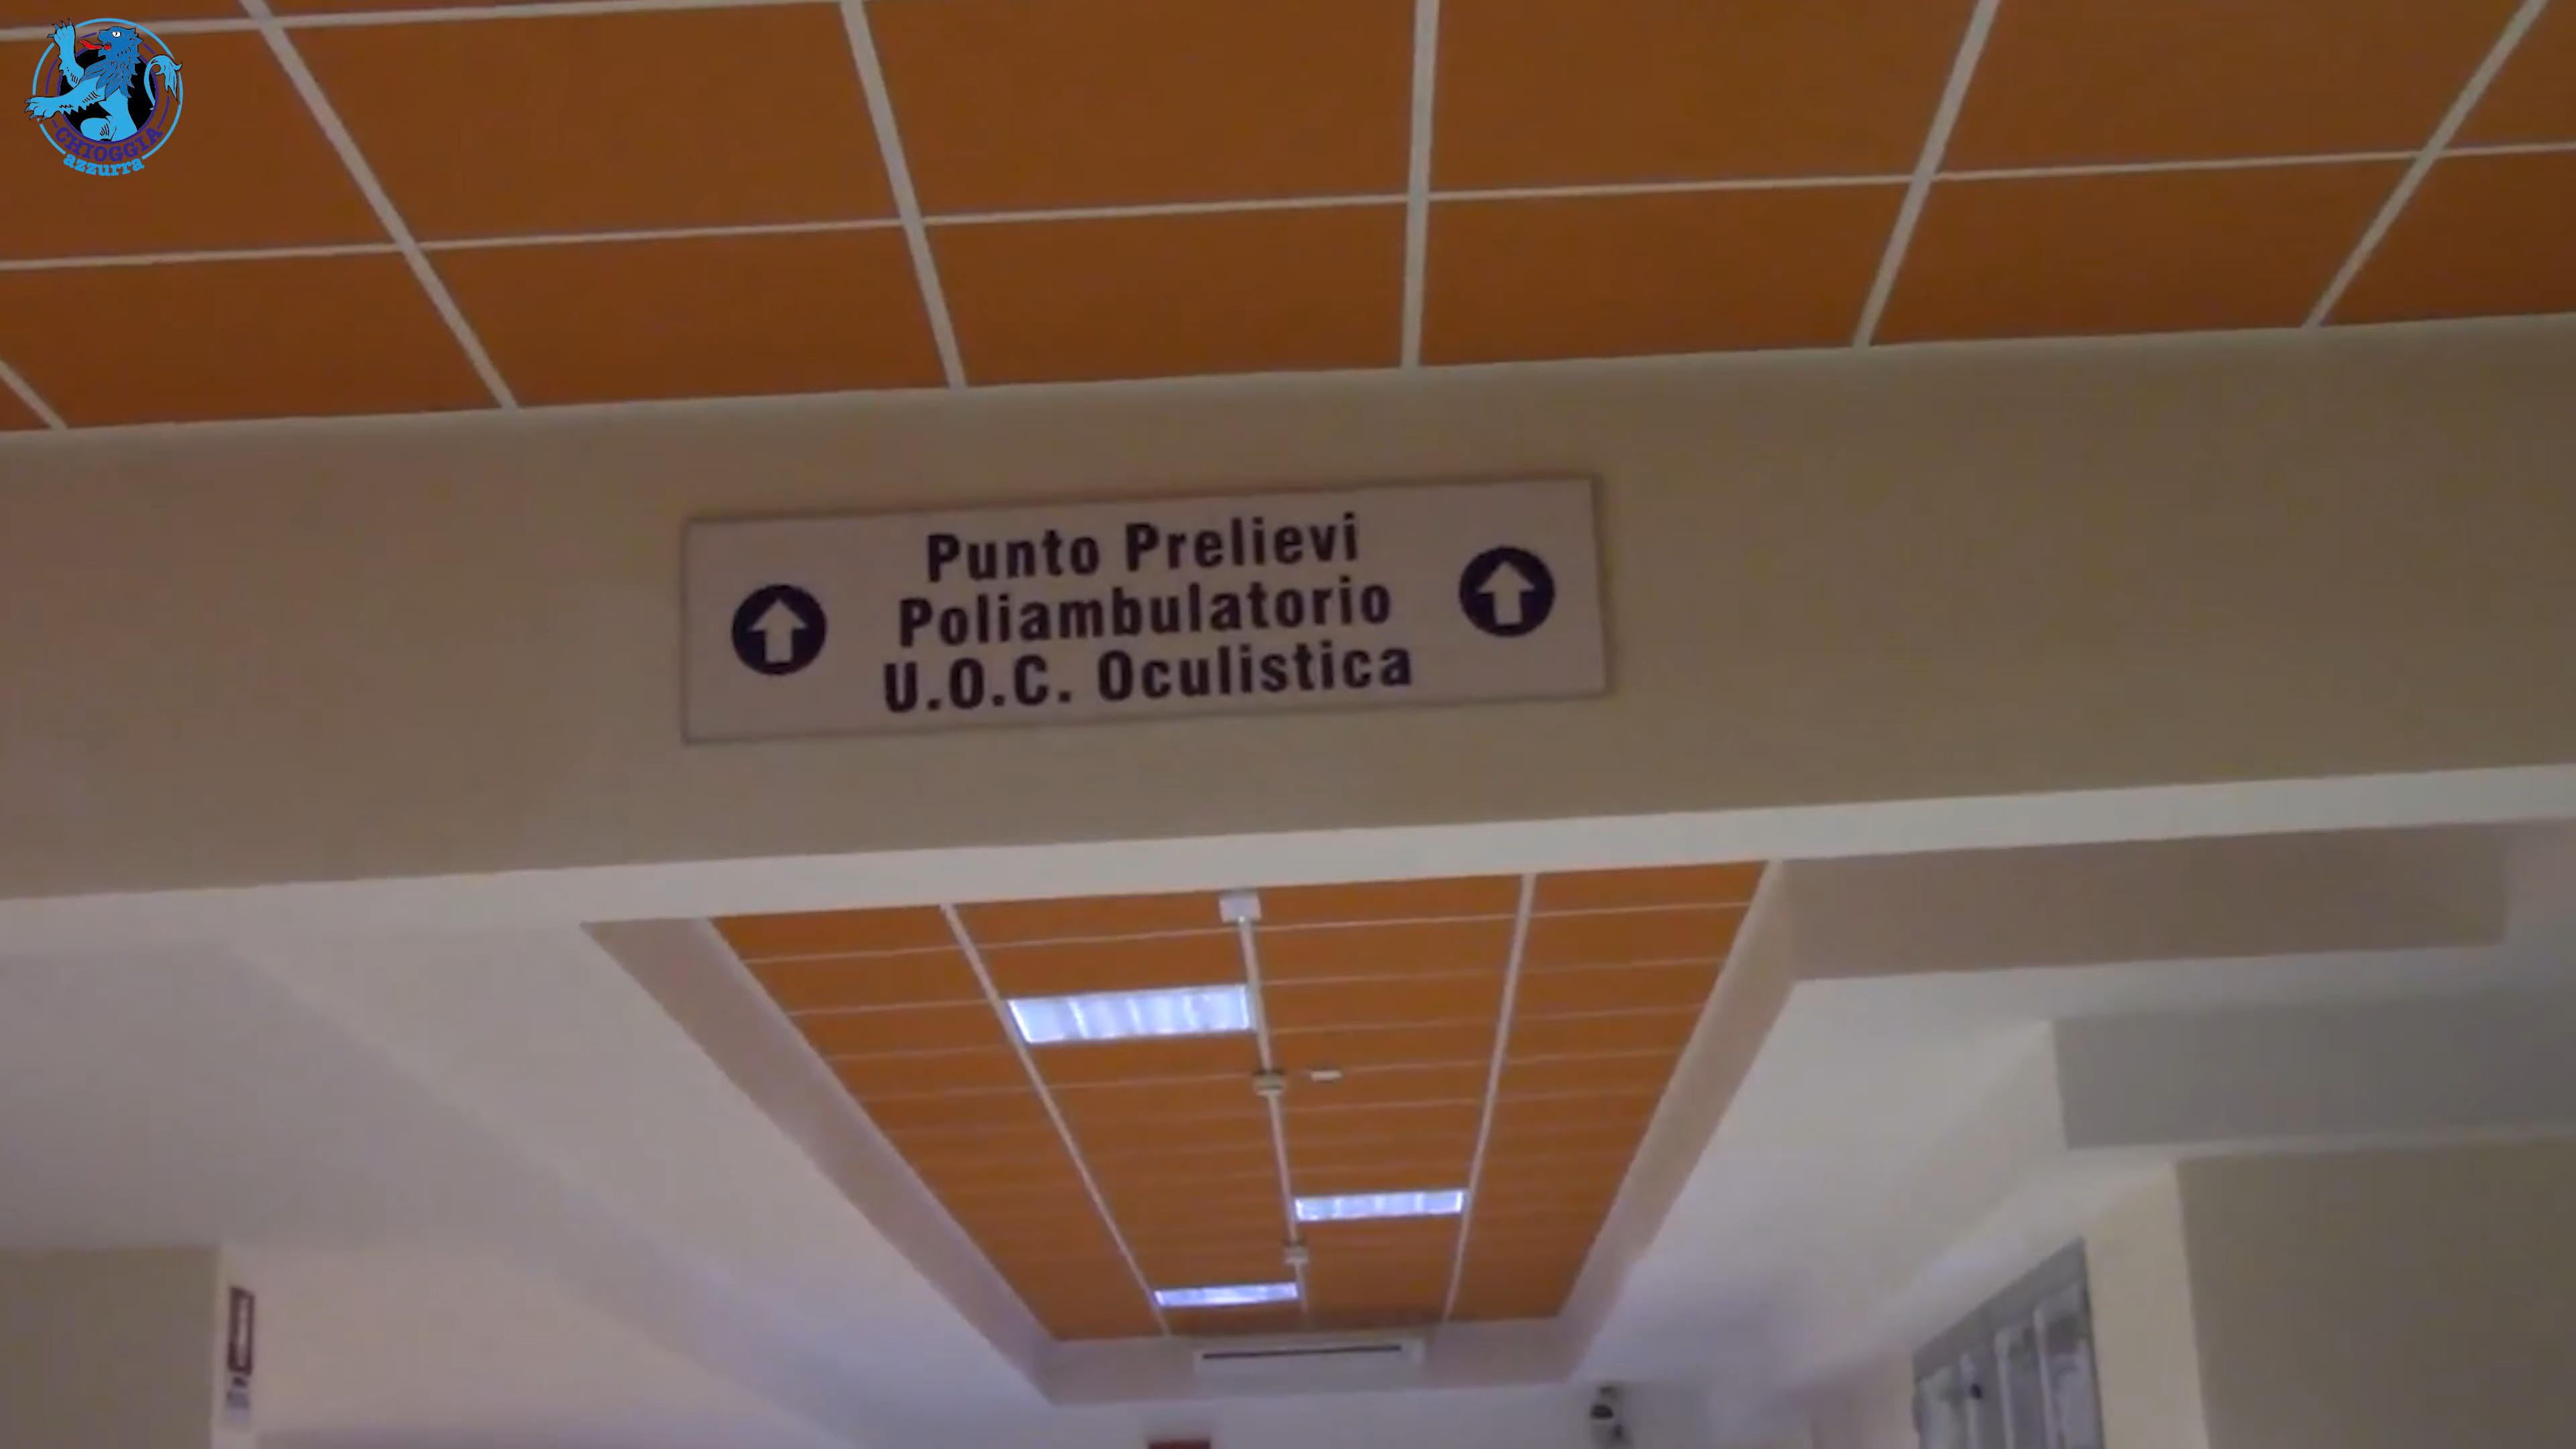 CHIOGGIA
azzurra
Punto Prelievi
Poliambulatorio
U.O.C. Oculistica